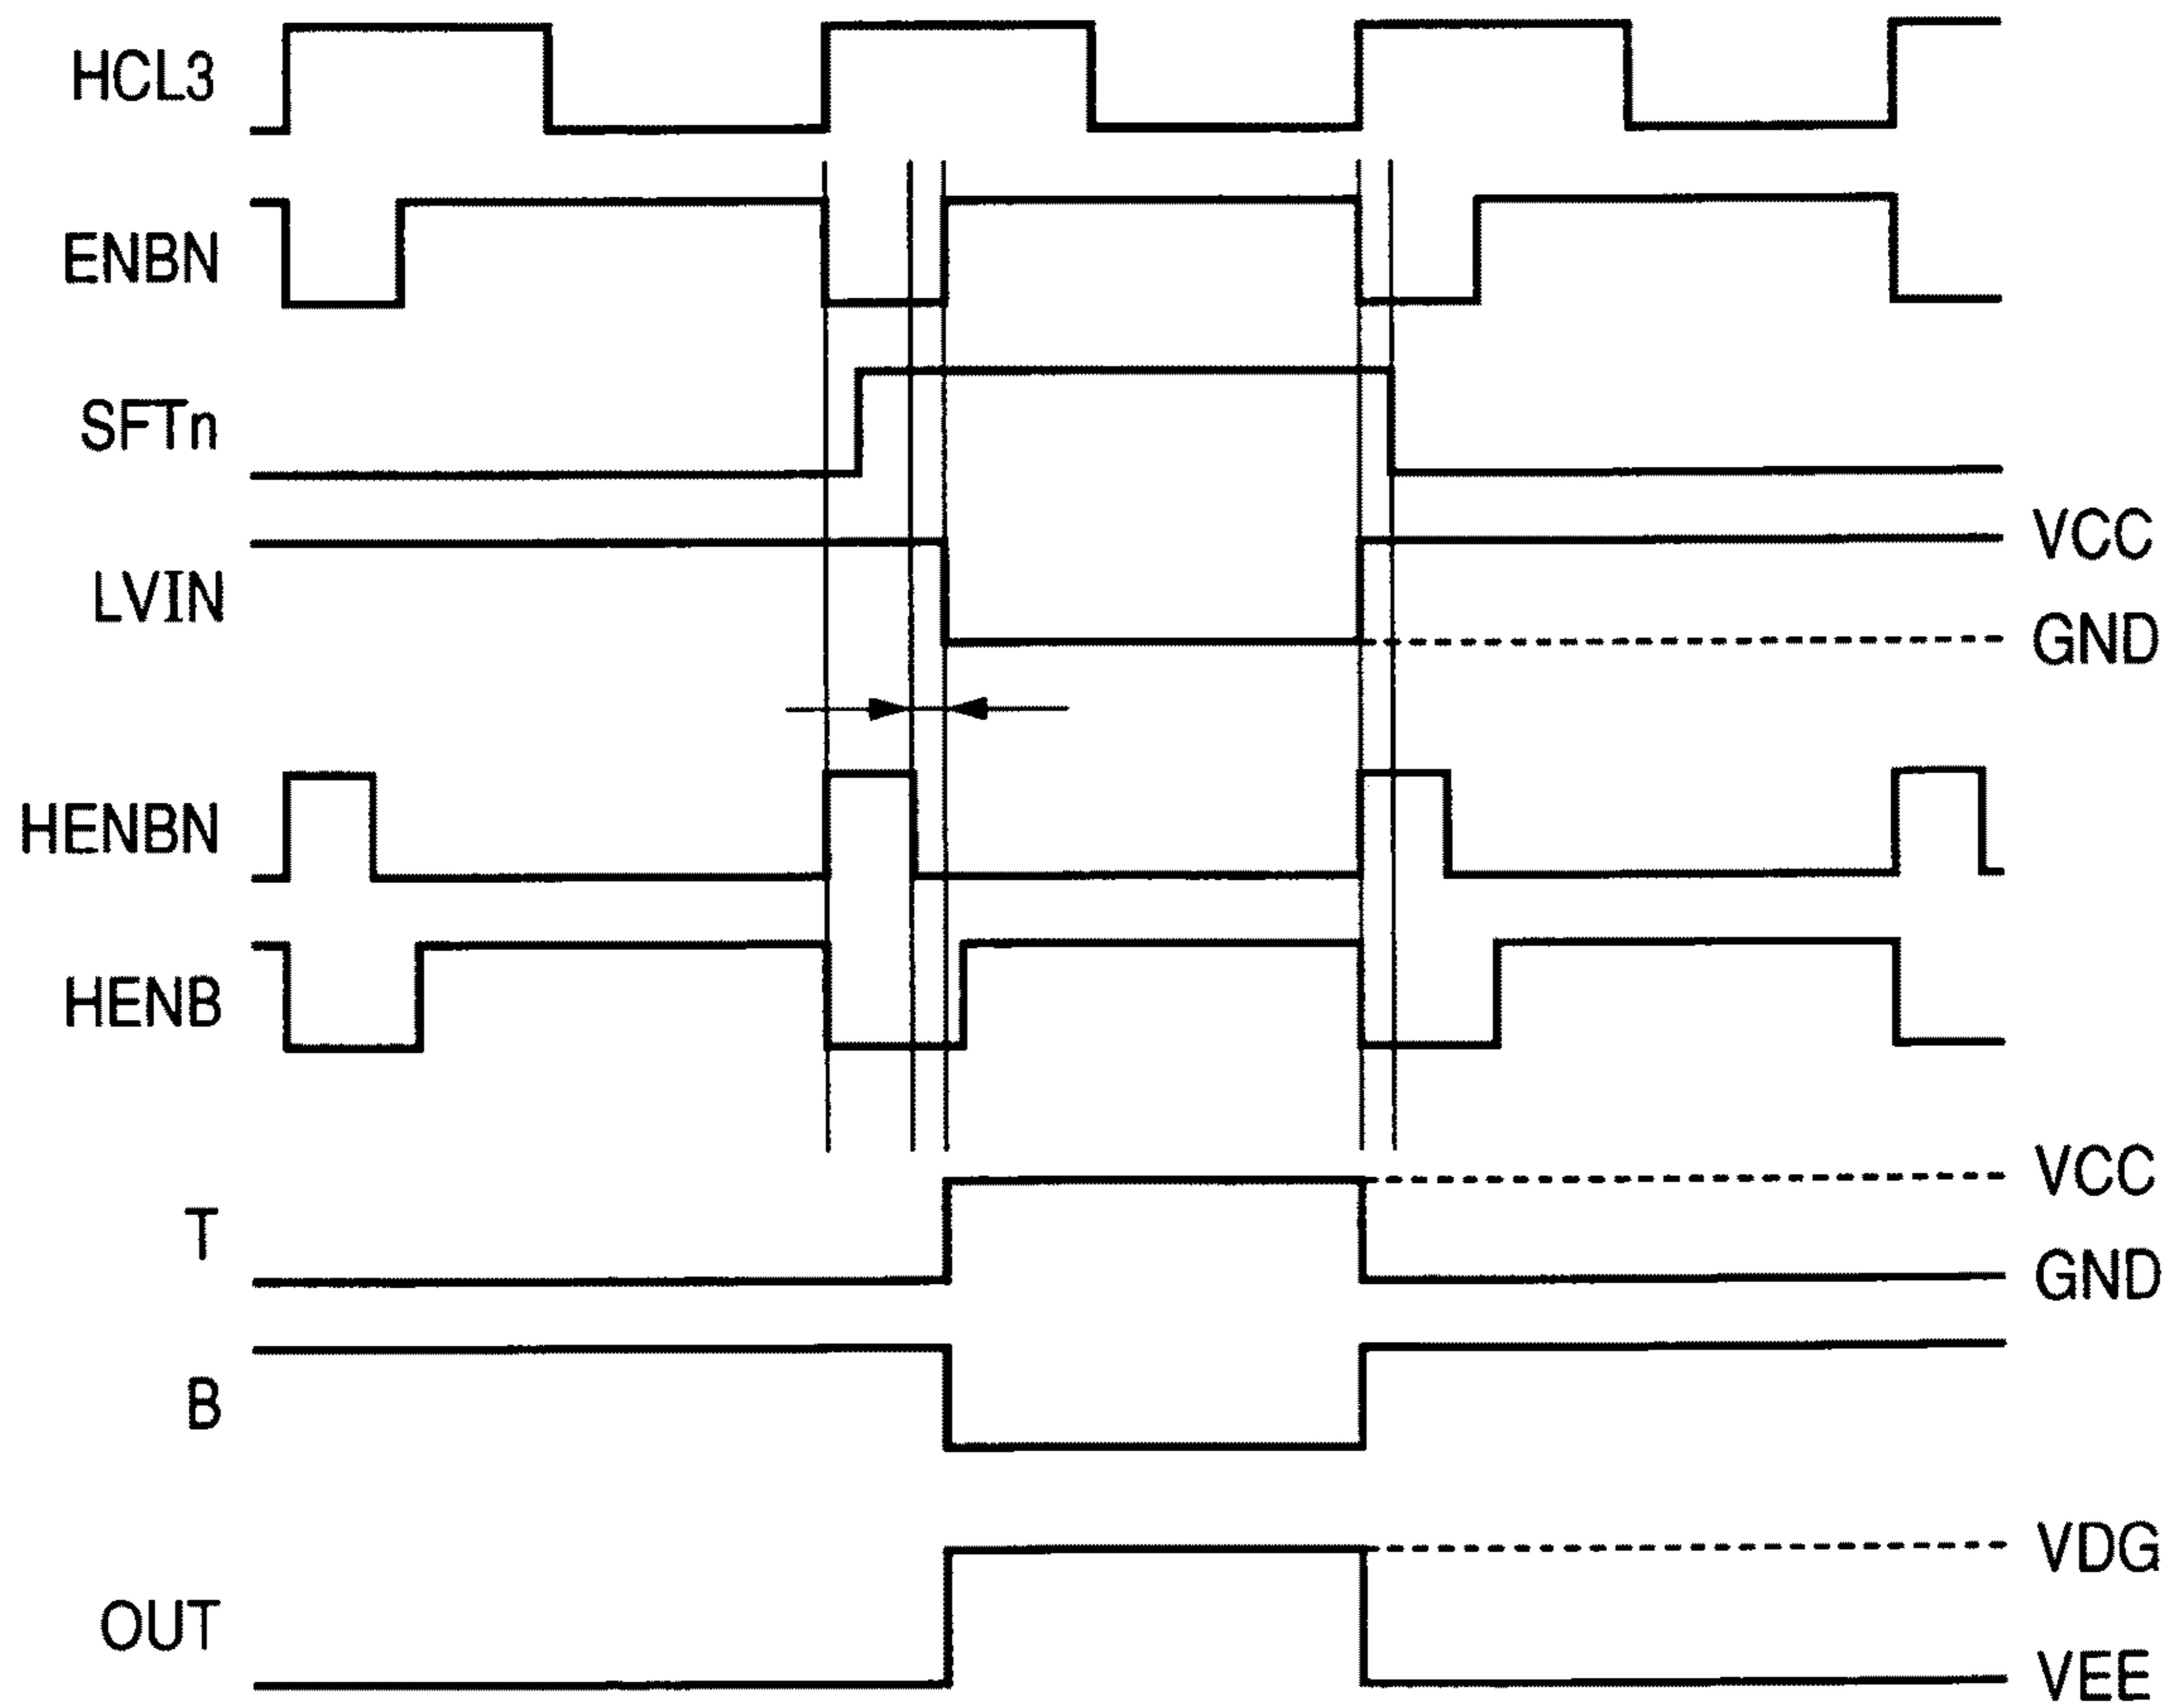 HCL3
ENBN
SFTn
VCC
LVIN
GND
HENBN
HENB
VCC
T
GND
B
VDG
OUT
VEE